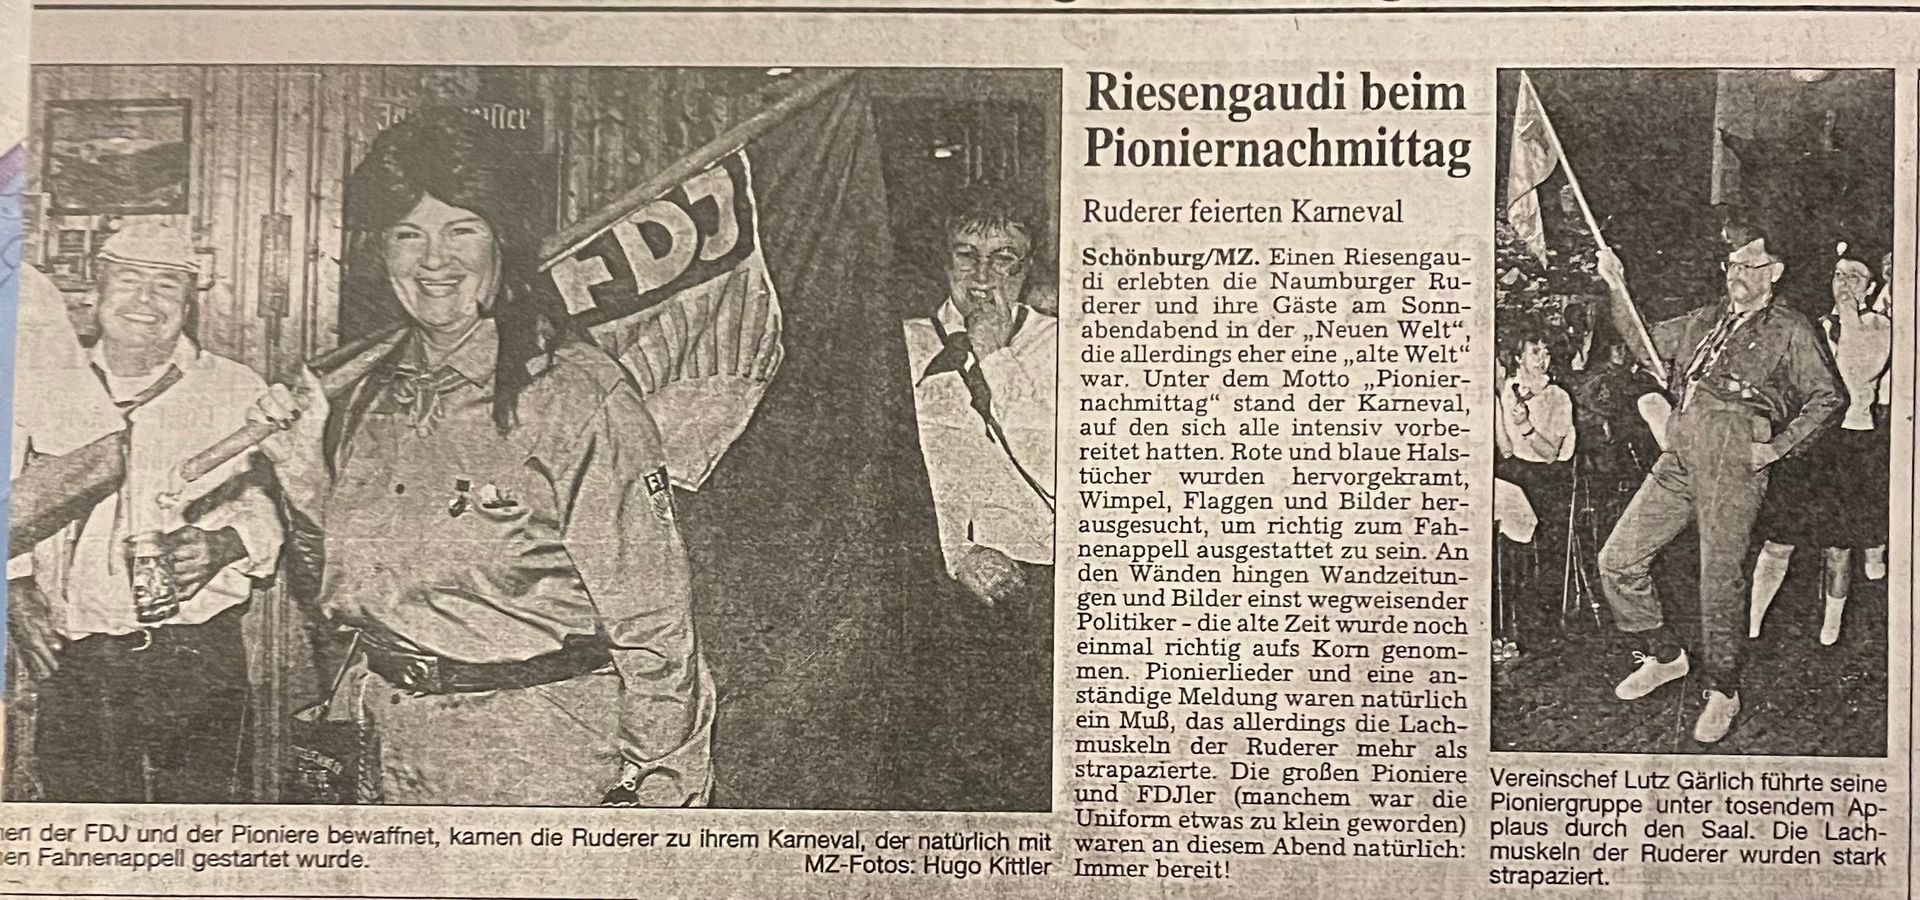 FDJ
Riesengaudi beim
Pioniernachmittag
Ruderer feierten Karneval
Schönburg/MZ. Einen Riesengau-
di erlebten die Naumburger Ru-
derer und ihre Gäste am Sonn-
abendabend in der „Neuen Welt“,
die allerdings eher eine „alte Welt“
war. Unter dem Motto „Pionier-
nachmittag“ stand der Karneval,
auf den sich alle intensiv vorbe-
reitet hatten. Rote und blaue Hals-
tücher wurden hervorgekramt,
Wimpel, Flaggen und Bilder her-
ausgesucht, um richtig zum Fah-
nenappell ausgestattet zu sein. An
den Wänden hingen Wandzeitun-
gen und Bilder einst wegweisender
Politiker - die alte Zeit wurde noch
einmal richtig aufs Korn genom-
men. Pionierlieder und eine an-
ständige Meldung waren natürlich
ein Muß, das allerdings die Lach-
muskeln der Ruderer mehr als
strapazierte. Die großen Pioniere
und FDJler (manchem war die
Uniform etwas zu klein geworden)
waren an diesem Abend natürlich:
Immer bereit!
der FDJ und der Pioniere bewaffnet, kamen die Ruderer zu ihrem Karneval, der natürlich mit
Fahnenappell gestartet wurde.
MZ-Fotos: Hugo Kittler
Vereinschef Lutz Gärlich führte seine
Pioniergruppe unter tosendem Ap-
plaus durch den Saal. Die Lach-
muskeln der Ruderer wurden stark
strapaziert.